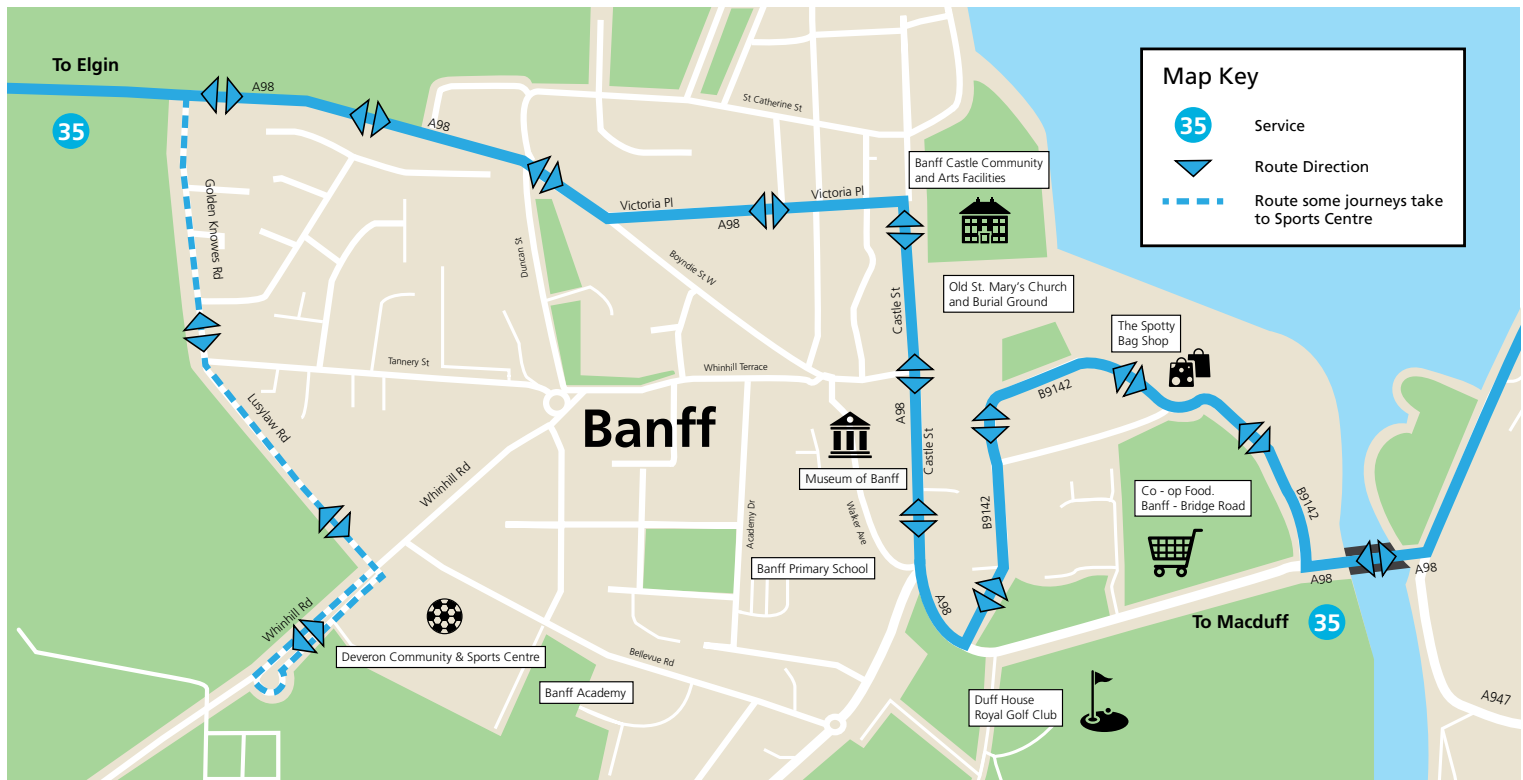 To Elgin
35
A98
A98
St Catherine St
Map Key
35
Service
Route Direction
Route some journeys take
to Sports Centre
Banff Castle Community
and Arts Facilities
Victoria Pl
Victoria Pl
A98
Golden Knowes Rd
Duncan St
Boyndie St W
Castle St
Old St. Mary's Church
and Burial Ground
The Spotty
Bag Shop
Tannery St
Whinhill Terrace
B9142
Lusylaw Rd
Banff
A98
Castle St
Whinhill Rd
Museum of Banff
Co - op Food.
Banff - Bridge Road
B9142
B9142
Academy Dr
Walker Ave
Banff Primary School
A98
A98
A98
Whinhill Rd
To Macduff
35
Deveron Community & Sports Centre
Bellevue Rd
Banff Academy
Duff House
Royal Golf Club
A947